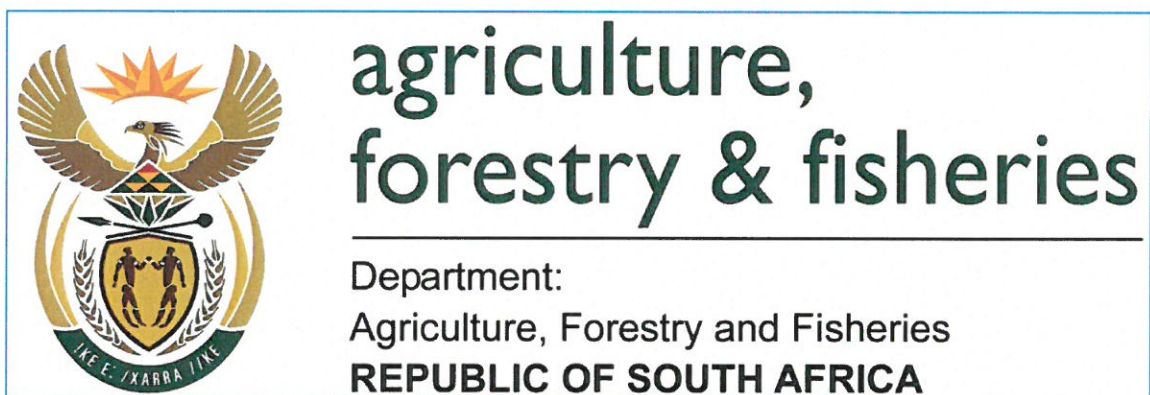 agriculture,
forestry & fisheries
Department:
Agriculture, Forestry and Fisheries
REPUBLIC OF SOUTH AFRICA
!KE E: /XARRA //KE